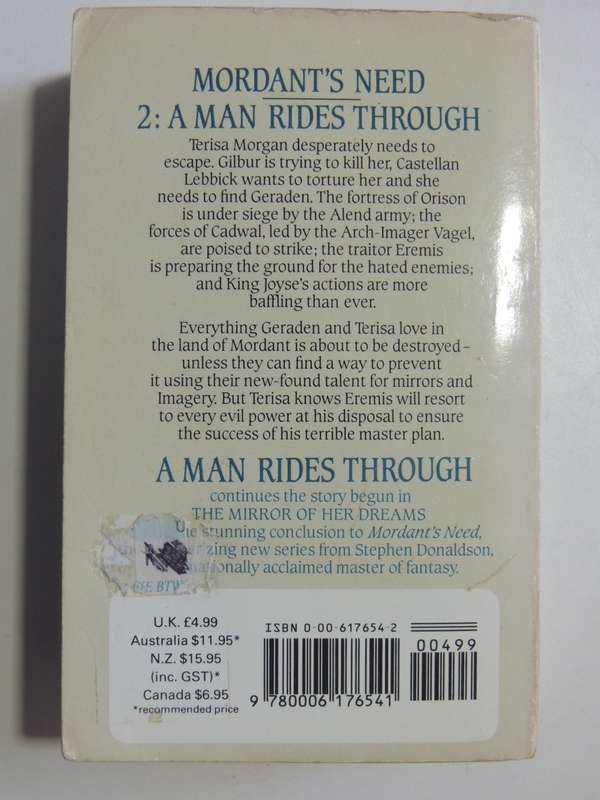 MORDANT'S NEED
2: A MAN RIDES THROUGH
Terisa Morgan desperately needs to
escape. Gilbur is trying to kill her, Castellan
Lebbick wants to torture her and she
needs to find Geraden. The fortress of Orison
is under siege by the Alend army; the
forces of Cadwal, led by the Arch-Imager Vagel,
are poised to strike; the traitor Eremis
is preparing the ground for the hated enemies;
and King Joyse's actions are more
baffling than ever.
Everything Geraden and Terisa love in
the land of Mordant is about to be destroyed –
unless they can find a way to prevent
it using their new-found talent for mirrors and
Imagery. But Terisa knows Eremis will resort
to every evil power at his disposal to ensure
the success of his terrible master plan.
A MAN RIDES THROUGH
continues the story begun in
THE MIRROR OF HER DREAMS
stunning conclusion to Mordant's Need,
new series from Stephen Donaldson,
acclaimed master of fantasy.
U.K. £4.99
Australia $11.95*
N.Z. $15.95
(inc. GST)*
Canada $6.95
*recommended price
ISBN 0-00-617654-2
00499
9 780006 176541